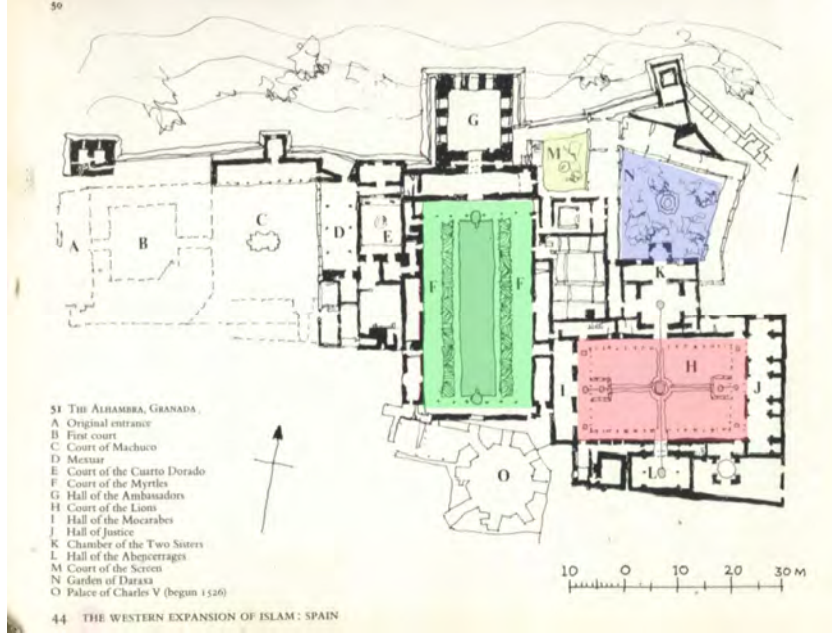 50
G
M
N
A
B
C
D
E
F
F
K
H
I
J
L
O
51 THE ALHAMBRA, GRANADA
A Original entrance
B First court
C Court of Machuco
D Mexuar
E Court of the Cuarto Dorado
F Court of the Myrtles
G Hall of the Ambassadors
H Court of the Lions
I Hall of the Mocarabes
J Hall of Justice
K Chamber of the Two Sisters
L Hall of the Abencerrages
M Court of the Screen
N Garden of Daraxa
O Palace of Charles V (begun 1526)
10 0 10 20 30 M
44 THE WESTERN EXPANSION OF ISLAM: SPAIN